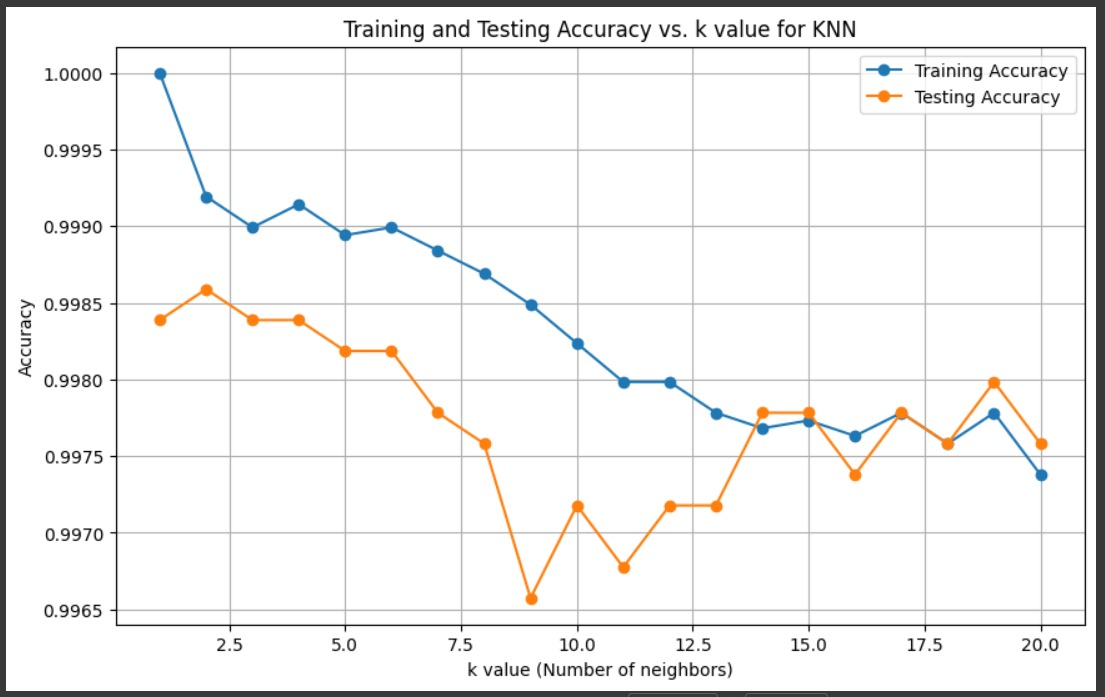 Training and Testing Accuracy vs. k value for KNN
Training Accuracy
Testing Accuracy
1.0000
0.9995
0.9990
0.9985
0.9980
0.9975
0.9970
0.9965
Accuracy
2.5 5.0 7.5 10.0 12.5 15.0 17.5 20.0
k value (Number of neighbors)